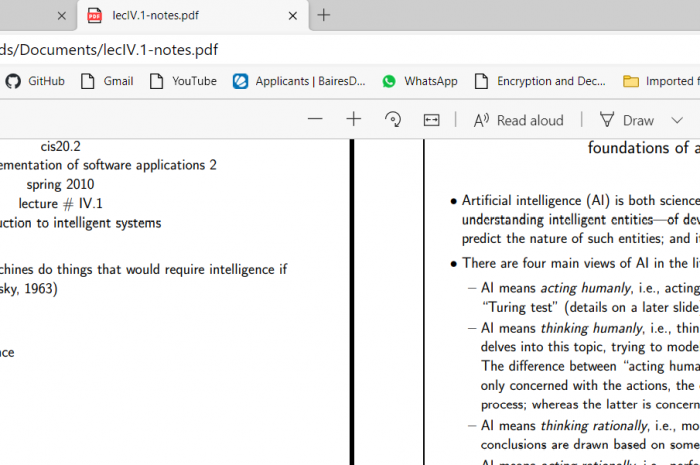 lecIV.1-notes.pdf
ds/Documents/lecIV.1-notes.pdf
GitHub Gmail YouTube Applicants | BairesD... WhatsApp Encryption and Dec... Imported f
Read aloud Draw
cis20.2
ementation of software applications 2
spring 2010
lecture # IV.1
uction to intelligent systems
chines do things that would require intelligence if
sky, 1963)
nce
foundations of a
• Artificial intelligence (AI) is both science
understanding intelligent entities—of dev
predict the nature of such entities; and i
• There are four main views of AI in the li
– AI means acting humanly, i.e., acting
“Turing test” (details on a later slide
– AI means thinking humanly, i.e., thin
delves into this topic, trying to mode
The difference between “acting huma
only concerned with the actions, the
process; whereas the latter is concern
– AI means thinking rationally, i.e., mo
conclusions are drawn based on some
AI means acting rationally, i.e., perfo